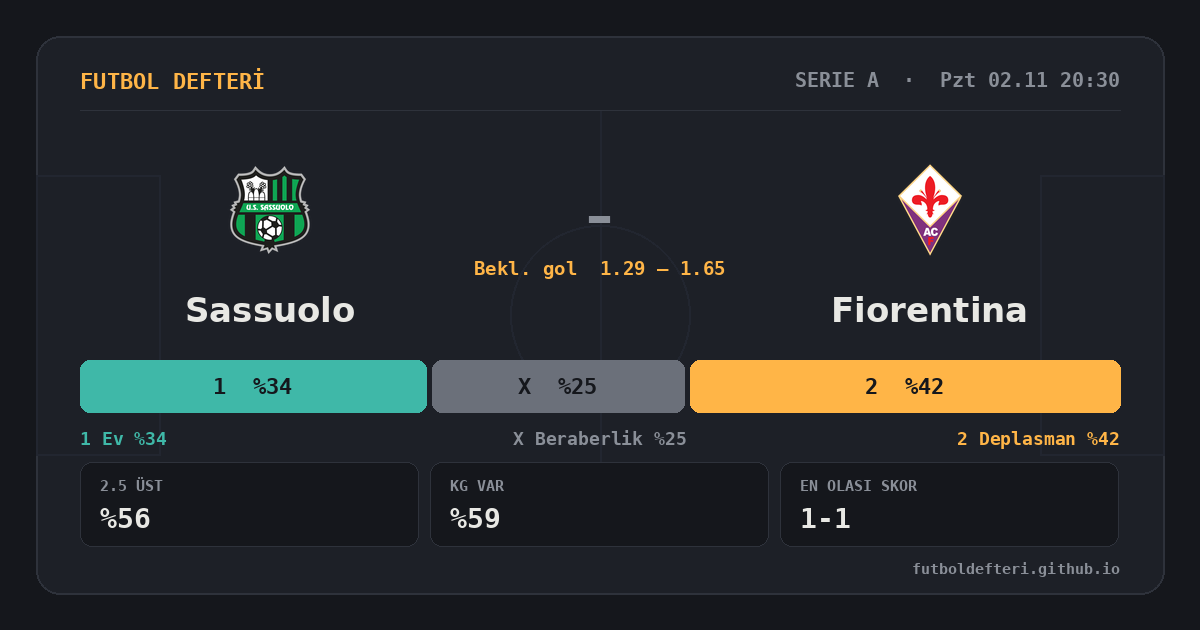 FUTBOL DEFTERİ
SERIE A · Pzt 02.11 20:30
U.S. SASSUOLO
AC
–
Bekl. gol 1.29 – 1.65
Sassuolo
Fiorentina
1 %34
X %25
2 %42
1 Ev %34
X Beraberlik %25
2 Deplasman %42
2.5 ÜST
KG VAR
EN OLASI SKOR
%56
%59
1-1
futboldefteri.github.io